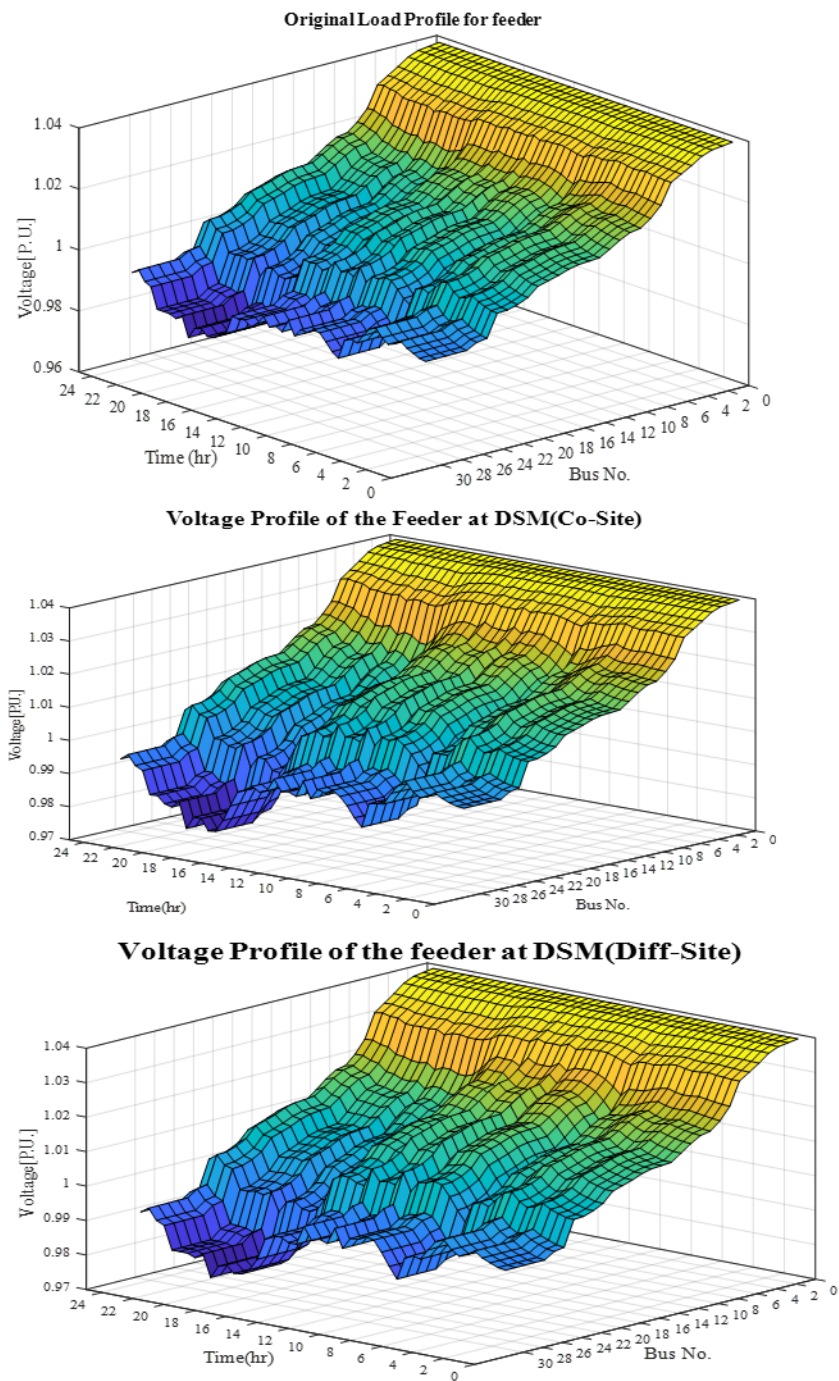 Original Load Profile for feeder
1.04
1.02
1
0.98
0.96
Voltage[P. U.]
24 22 20 18 16 14 12 10 8 6 4 2 0
Time (hr)
30 28 26 24 22 20 18 16 14 12 10 8 6 4 2 0
Bus No.
Voltage Profile of the Feeder at DSM(Co-Site)
1.04
1.03
1.02
1.01
1
0.99
0.98
0.97
Voltage[P.U.]
24 22 20 18 16 14 12 10 8 6 4 2 0
Time(hr)
30 28 26 24 22 20 18 16 14 12 10 8 6 4 2 0
Bus No.
Voltage Profile of the feeder at DSM(Diff-Site)
1.04
1.03
1.02
1.01
1
0.99
0.98
0.97
Voltage[P.U.]
24 22 20 18 16 14 12 10 8 6 4 2 0
Time(hr)
30 28 26 24 22 20 18 16 14 12 10 8 6 4 2 0
Bus No.